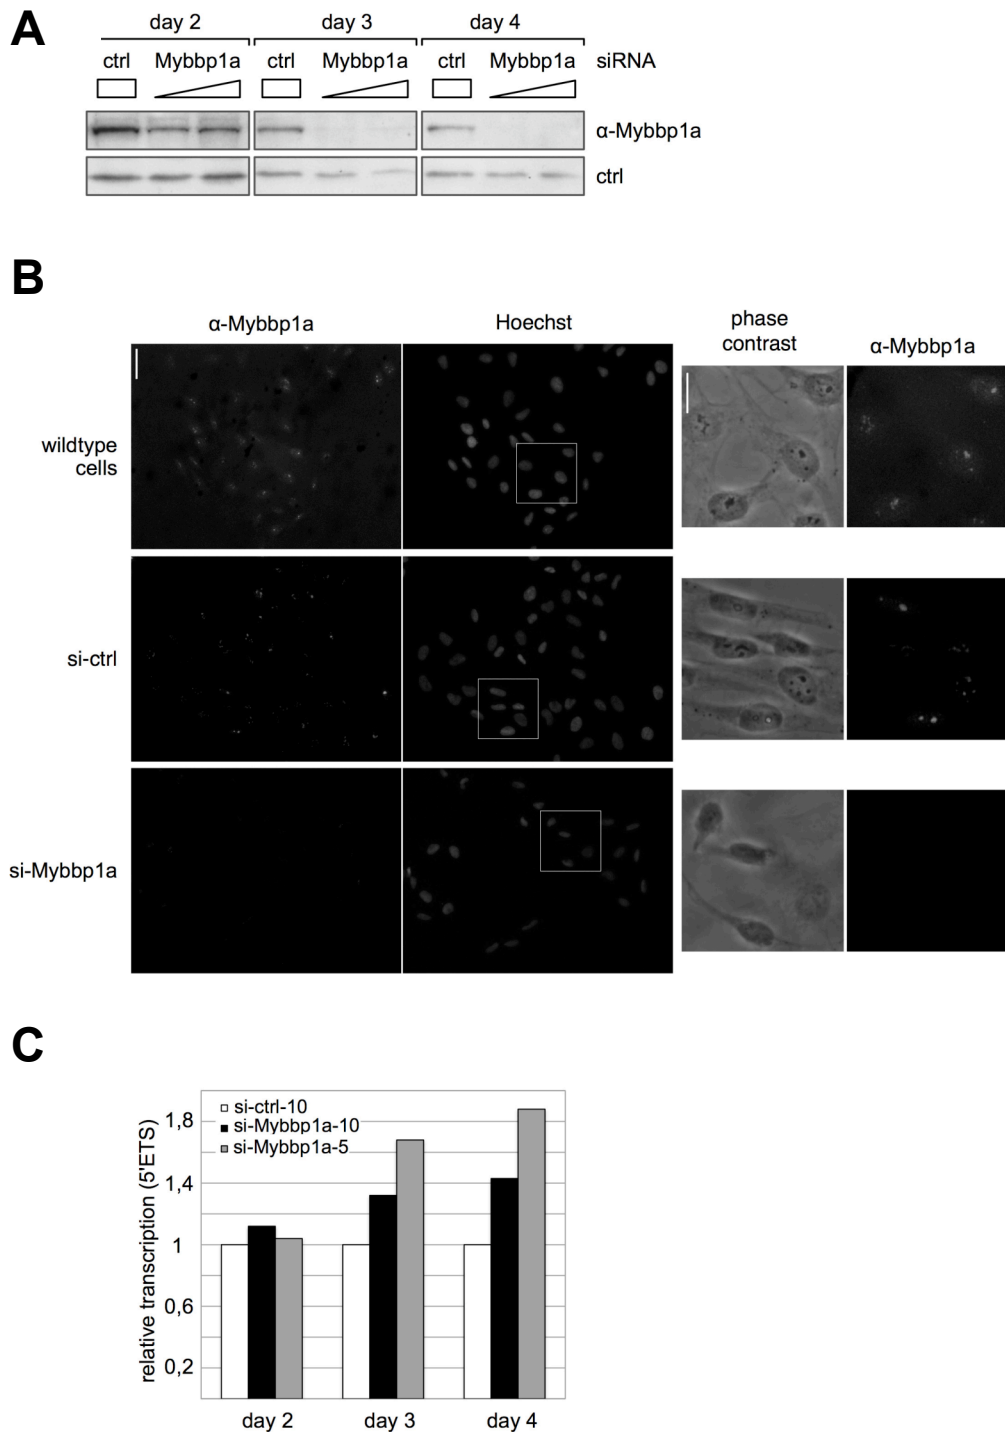 A
day 2 day 3 day 4
ctrl Mybbp1a ctrl Mybbp1a ctrl Mybbp1a siRNA
α-Mybbp1a
ctrl
B
α-Mybbp1a Hoechst phase contrast α-Mybbp1a
wildtype
cells
si-ctrl
si-Mybbp1a
C
relative transcription (5'ETS)
si-ctrl-10
si-Mybbp1a-10
si-Mybbp1a-5
1,8
1,4
1
0,6
0,2
day 2 day 3 day 4